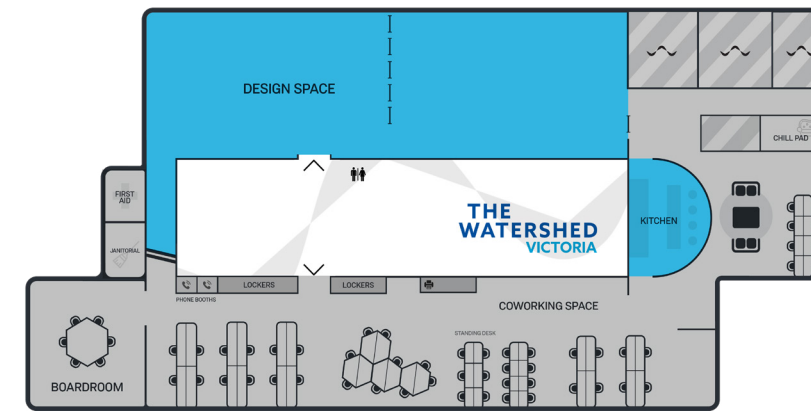 DESIGN SPACE
CHILL PAD
FIRST
AID
THE
WATERSHED
VICTORIA
KITCHEN
JANITORIAL
LOCKERS
LOCKERS
PHONE BOOTHS
COWORKING SPACE
STANDING DESK
BOARDROOM